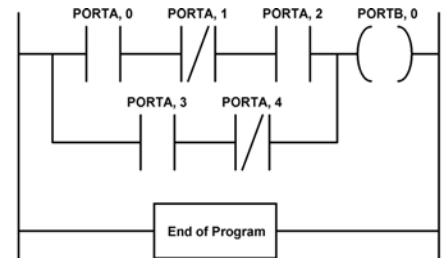 PORTA, 0 PORTA, 1 PORTA, 2 PORTB, 0
PORTA, 3 PORTA, 4
End of Program